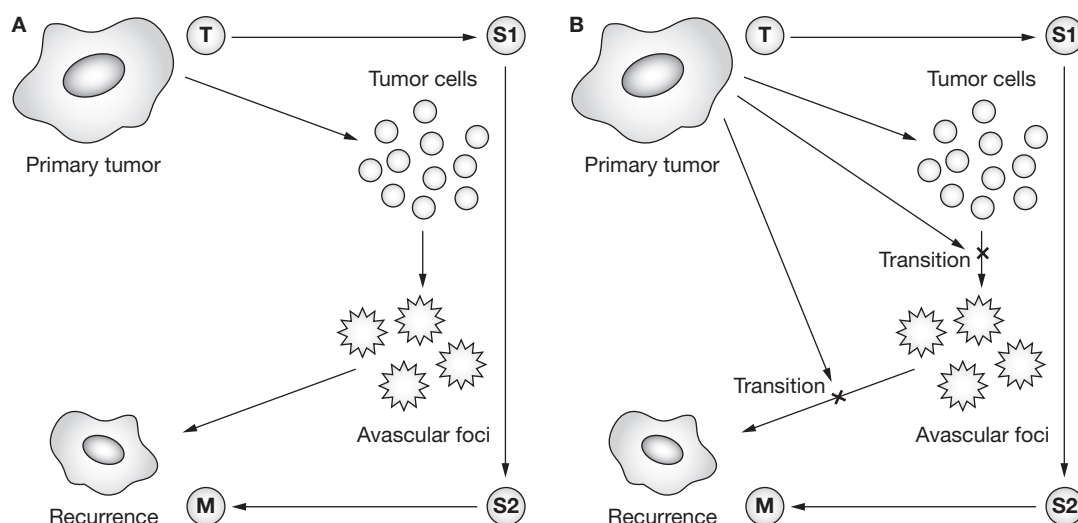 A
T
S1
Tumor cells
Primary tumor
Avascular foci
Recurrence
M
S2
B
T
S1
Tumor cells
Primary tumor
Transition
Transition
Avascular foci
Recurrence
M
S2